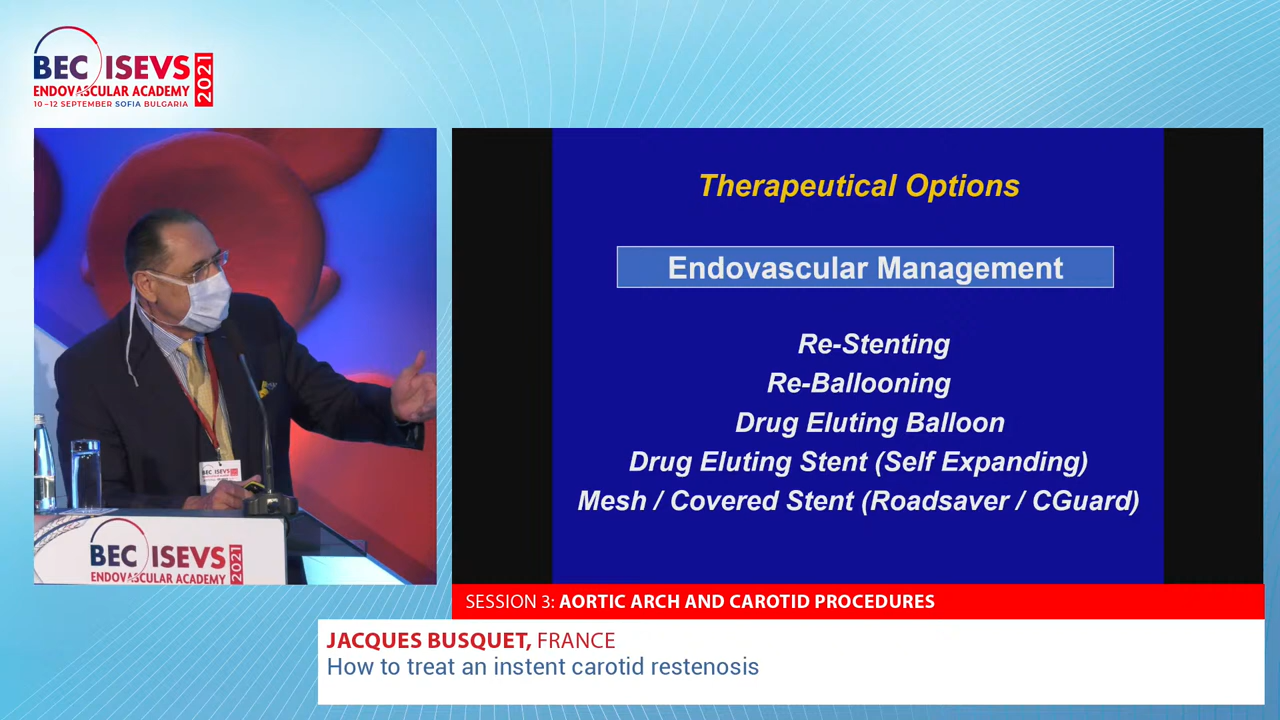 BEC ISEVS
ENDOVASCULAR ACADEMY
2021
10–12 SEPTEMBER SOFIA BULGARIA
BEC ISEVS
BEC ISEVS
ENDOVASCULAR ACADEMY
2021
Therapeutical Options
Endovascular Management
Re-Stenting
Re-Ballooning
Drug Eluting Balloon
Drug Eluting Stent (Self Expanding)
Mesh / Covered Stent (Roadsaver / CGuard)
SESSION 3: AORTIC ARCH AND CAROTID PROCEDURES
JACQUES BUSQUET, FRANCE
How to treat an instent carotid restenosis